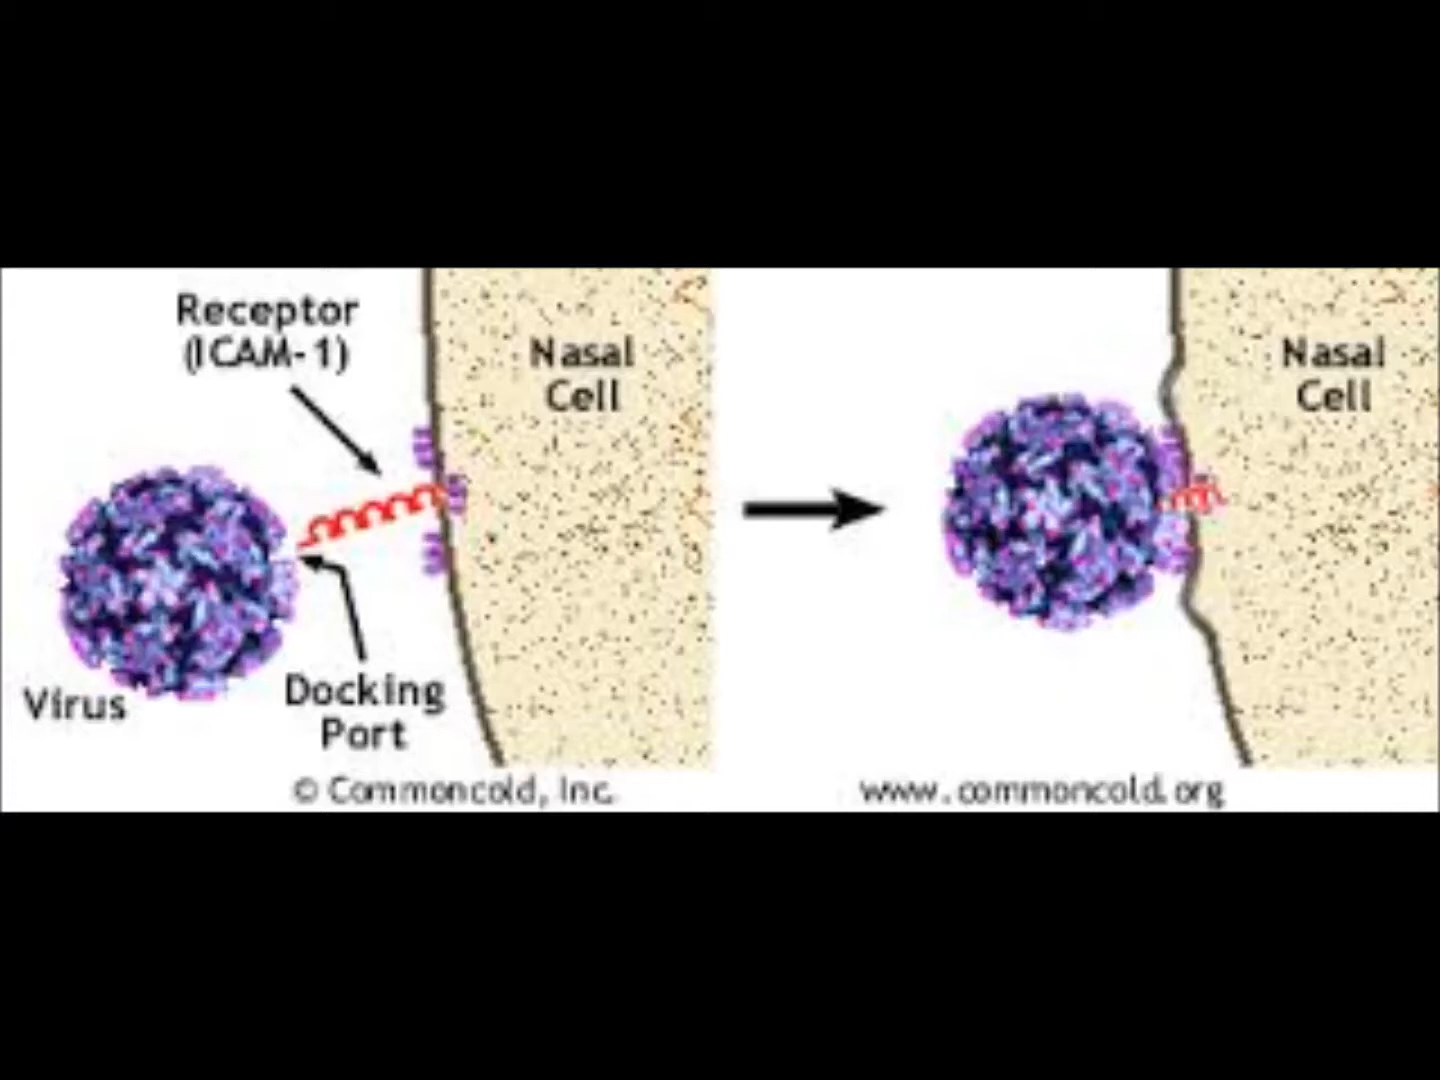 Receptor
(ICAM-1)
Nasal
Cell
Virus
Docking
Port
© Commoncold, Inc.
Nasal
Cell
www.commoncold.org